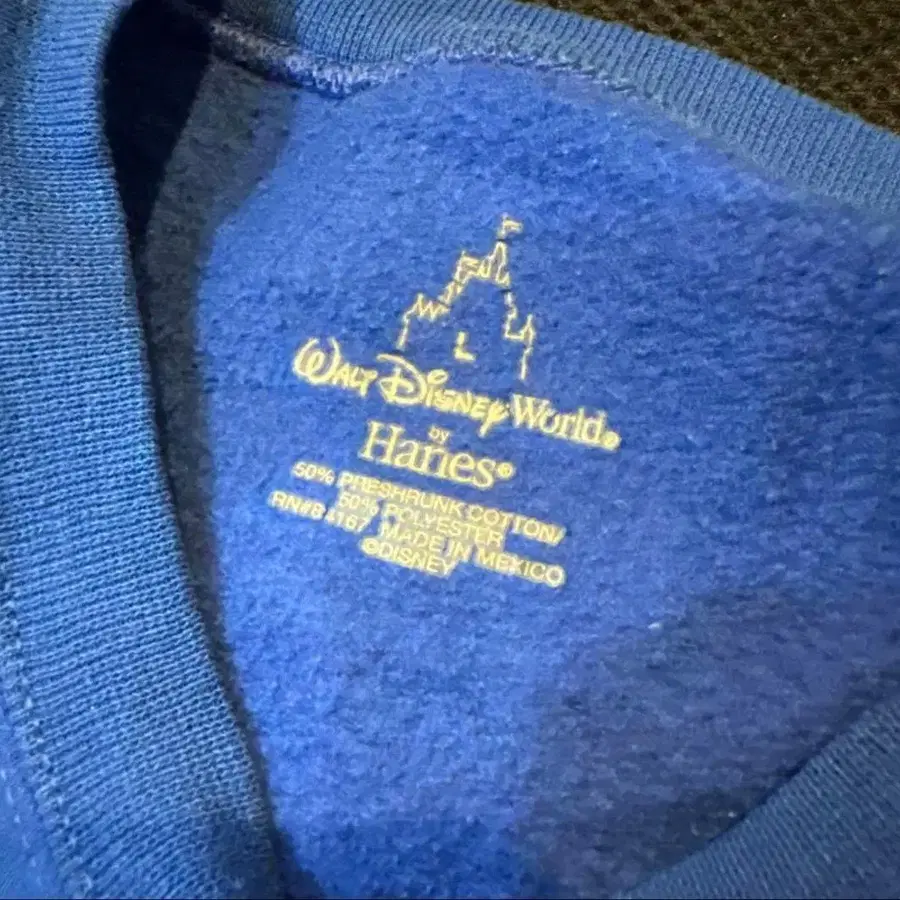 L
Walt Disney World®
by
Hanes®
50% PRESHRUNK COTTON/
50% POLYESTER
RN#84167 MADE IN MEXICO
©DISNEY